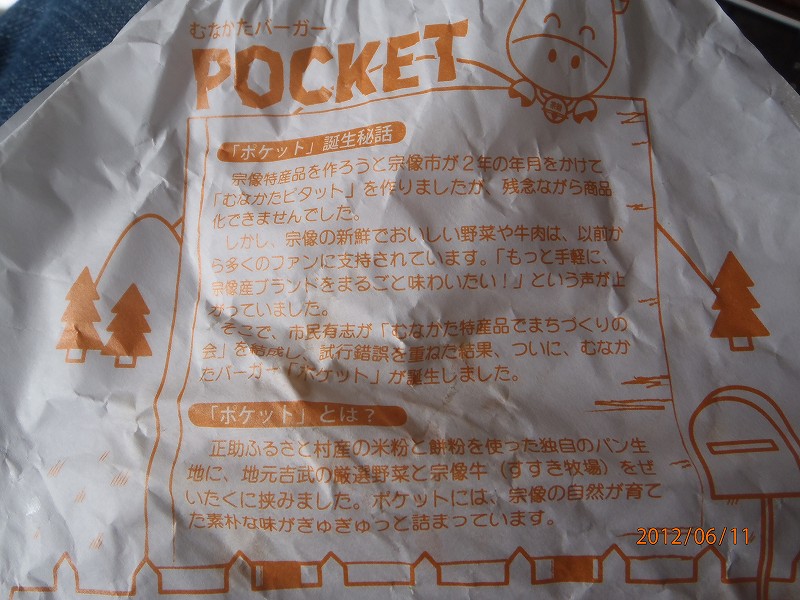 むなかたバーガー
POCKET
「ポケット」誕生秘話
宗像特産品を作ろうと宗像市が2年の年月をかけて
「むなかたピタット」を作りましたが、残念ながら商品
化できませんでした。
しかし、宗像の新鮮でおいしい野菜や牛肉は、以前か
ら多くのファンに支持されています。「もっと手軽に、
宗像産ブランドをまるごと味わいたい！」という声が上
がっていました。
そこで、市民有志が「むなかた特産品でまちづくりの
会」を結成し、試行錯誤を重ねた結果、ついに、むなか
たバーガー「ポケット」が誕生しました。
「ポケット」とは？
正助ふるさと村産の米粉と餅粉を使った独自のパン生
地に、地元吉武の厳選野菜と宗像牛（すすき牧場）をぜ
いたくに挟みました。ポケットには、宗像の自然が育て
た素朴な味がぎゅぎゅっと詰まっています。
2012/06/11